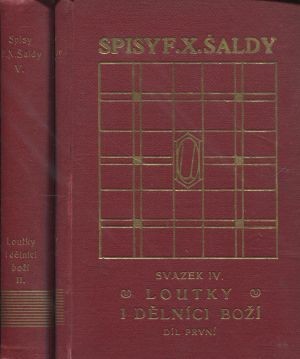 Spisy
F. X. Šaldy
V.
Loutky
i dělníci
boží
II.
SPISY F. X. ŠALDY
SVAZEK IV.
LOUTKY
I DĚLNÍCI BOŽÍ
DÍL PRVNÍ